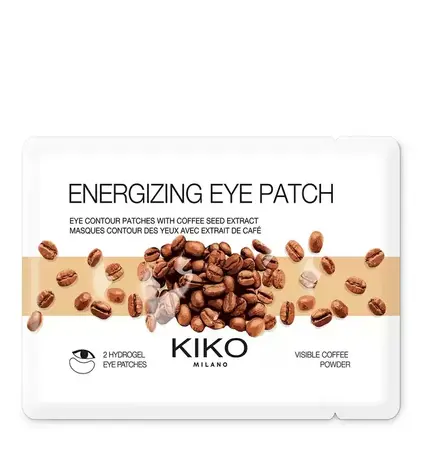 ENERGIZING EYE PATCH
EYE CONTOUR PATCHES WITH COFFEE SEED EXTRACT
MASQUES CONTOUR DES YEUX AVEC EXTRAIT DE CAFÉ
2 HYDROGEL
EYE PATCHES
KIKO
MILANO
VISIBLE COFFEE
POWDER